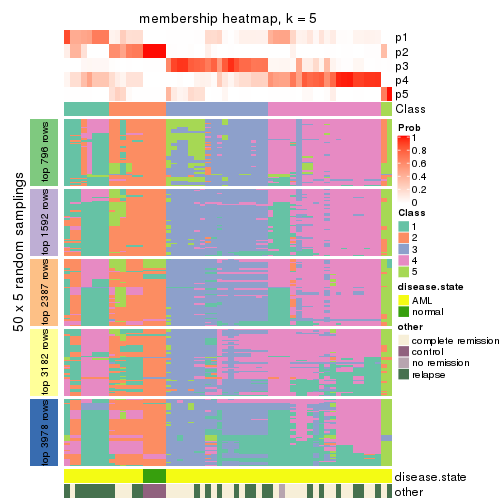 membership heatmap, k = 5
p1
p2
p3
p4
p5
Class
50 x 5 random samplings
top 796 rows
top 1592 rows
top 2387 rows
top 3182 rows
top 3978 rows
disease.state
other
Prob
1
0.8
0.6
0.4
0.2
0
Class
1
2
3
4
5
disease.state
AML
normal
other
complete remission
control
no remission
relapse